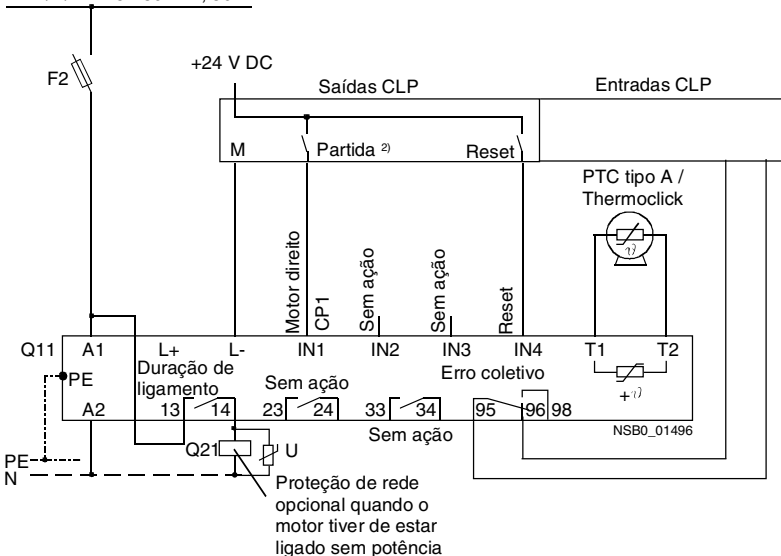 F2
+24 V DC
Saídas CLP
Entradas CLP
M
Partida 2)
Reset
PTC tipo A /
Thermoclick
Motor direito
CP1
Sem ação
Sem ação
Reset
Q11
A1
L+
L-
IN1
IN2
IN3
IN4
T1
T2
PE
Duração de
ligamento
Sem ação
Erro coletivo
+ϑ
A2
13
14
23
24
33
34
95
96
98
Sem ação
NSB0_01496
Q21
U
PE
N
Proteção de rede
opcional quando o
motor tiver de estar
ligado sem potência